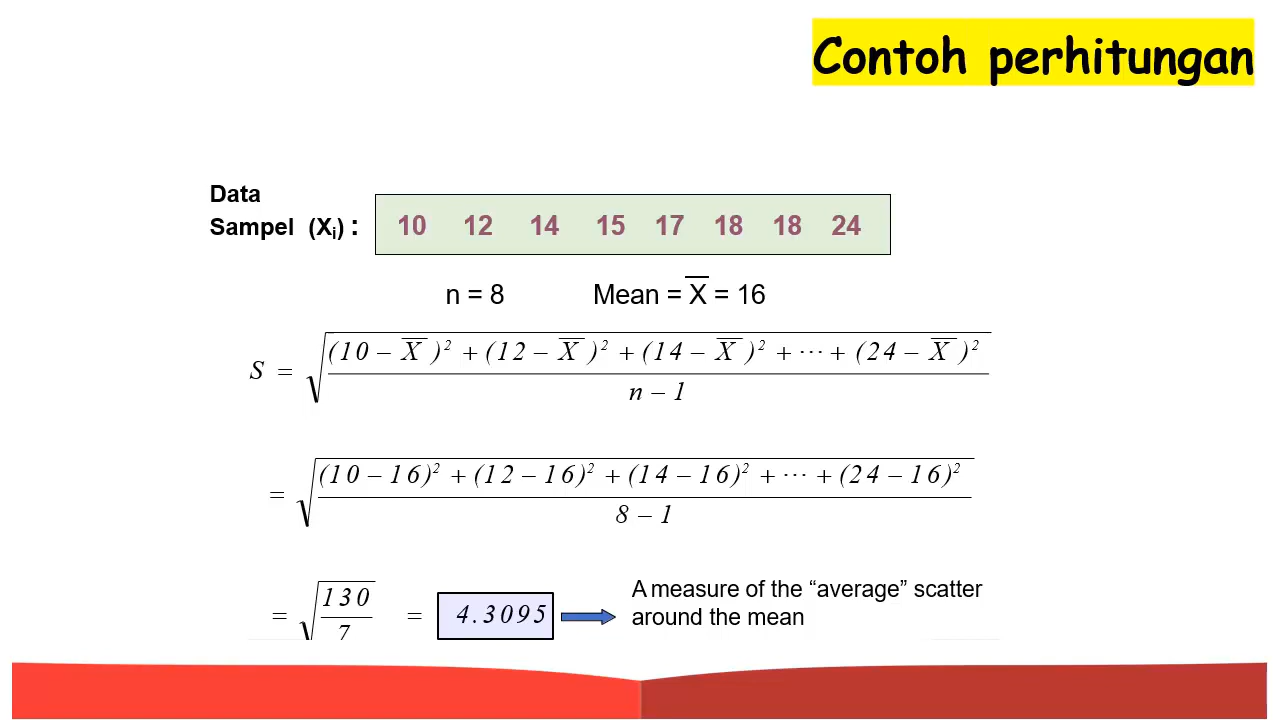 Contoh perhitungan
Data
Sampel (Xᵢ) :
10 12 14 15 17 18 18 24
n = 8 Mean = X̅ = 16
S = √((10 – X̅)² + (12 – X̅)² + (14 – X̅)² + ⋯ + (24 – X̅)² / n – 1)
= √((10 – 16)² + (12 – 16)² + (14 – 16)² + ⋯ + (24 – 16)² / 8 – 1)
= √(130 / 7) = 4.3095
A measure of the “average” scatter
around the mean